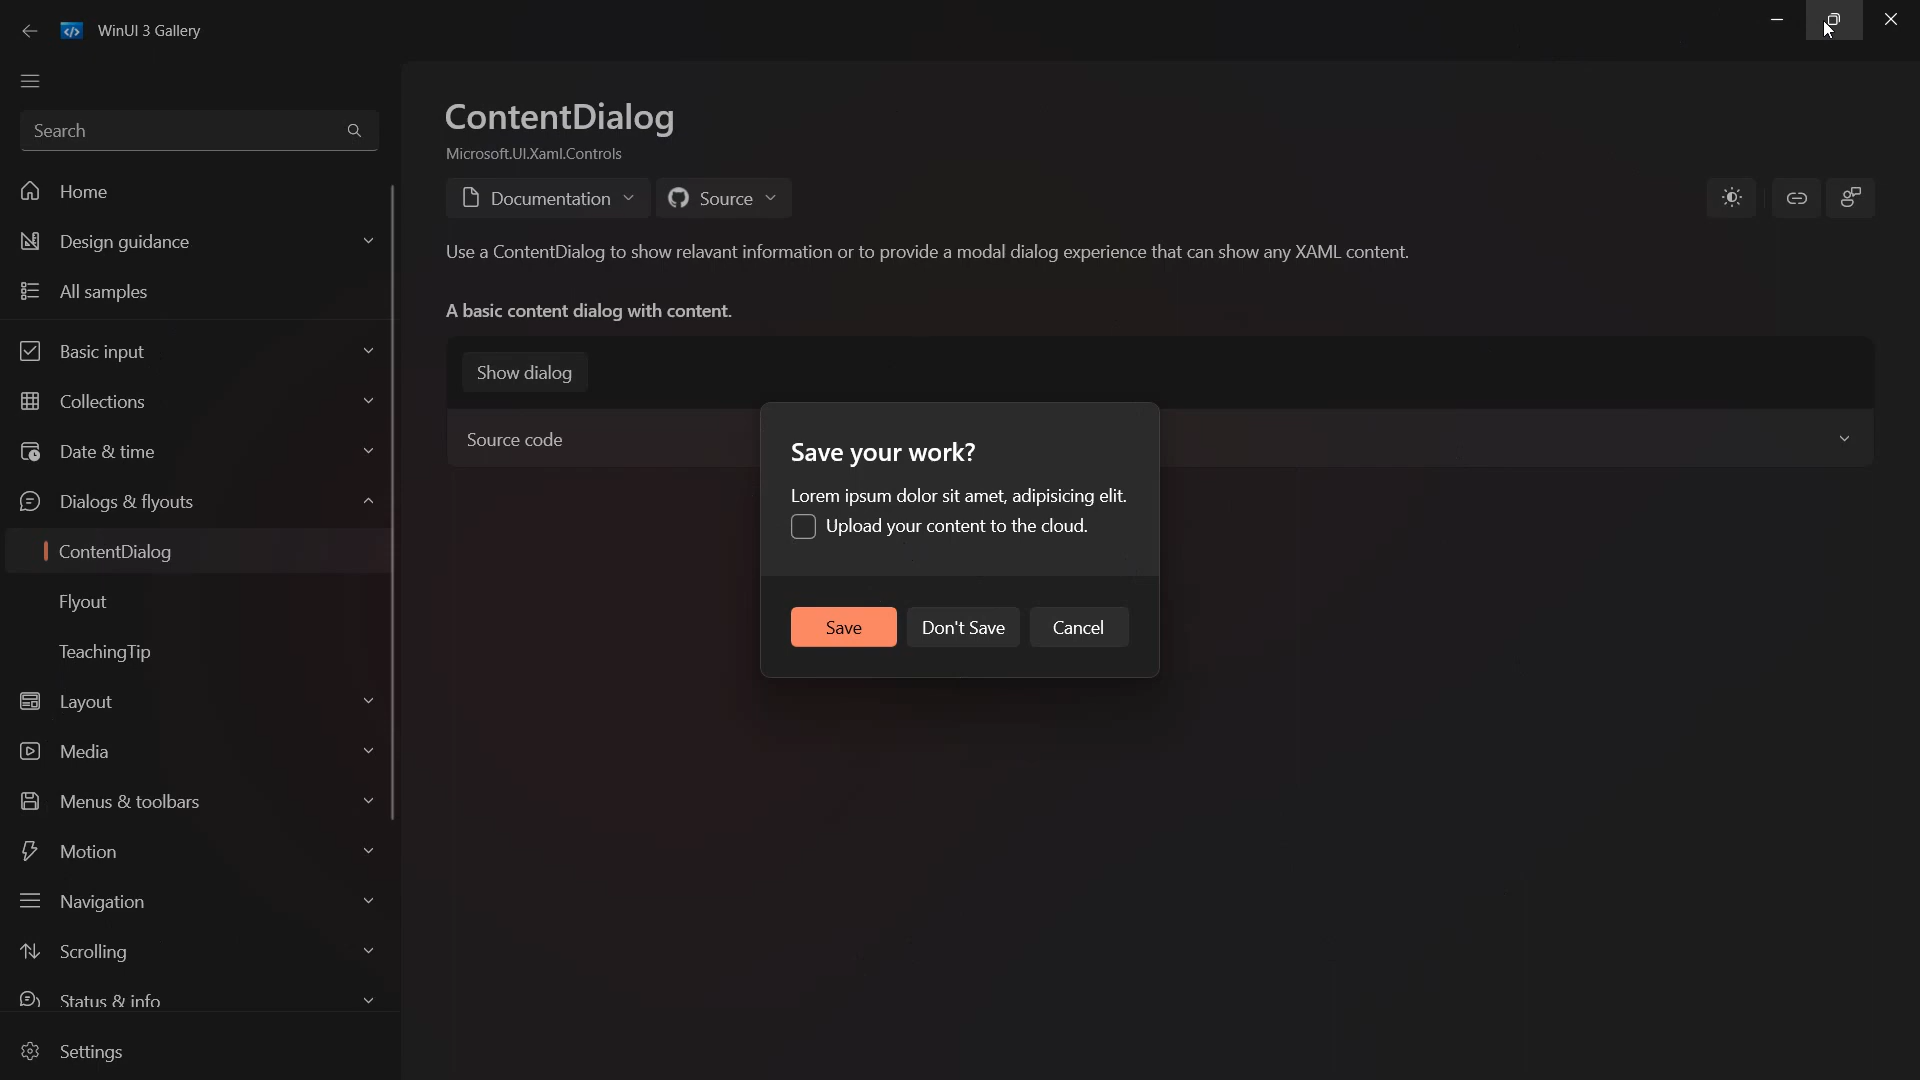 WinUI 3 Gallery
Search
Home
Design guidance
All samples
Basic input
Collections
Date & time
Dialogs & flyouts
ContentDialog
Flyout
TeachingTip
Layout
Media
Menus & toolbars
Motion
Navigation
Scrolling
Status & info
Settings
ContentDialog
Microsoft.UI.Xaml.Controls
Documentation
Source
Use a ContentDialog to show relavant information or to provide a modal dialog experience that can show any XAML content.
A basic content dialog with content.
Show dialog
Source code
Save your work?
Lorem ipsum dolor sit amet, adipisicing elit.
Upload your content to the cloud.
Save
Don't Save
Cancel